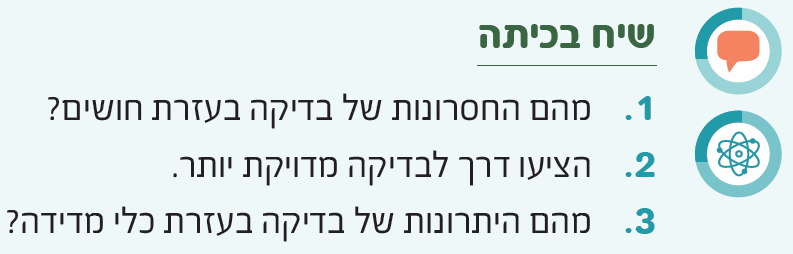 שיח בכיתה
1. מהם החסרונות של בדיקה בעזרת חושים?
2. הציעו דרך לבדיקה מדויקת יותר.
3. מהם היתרונות של בדיקה בעזרת כלי מדידה?